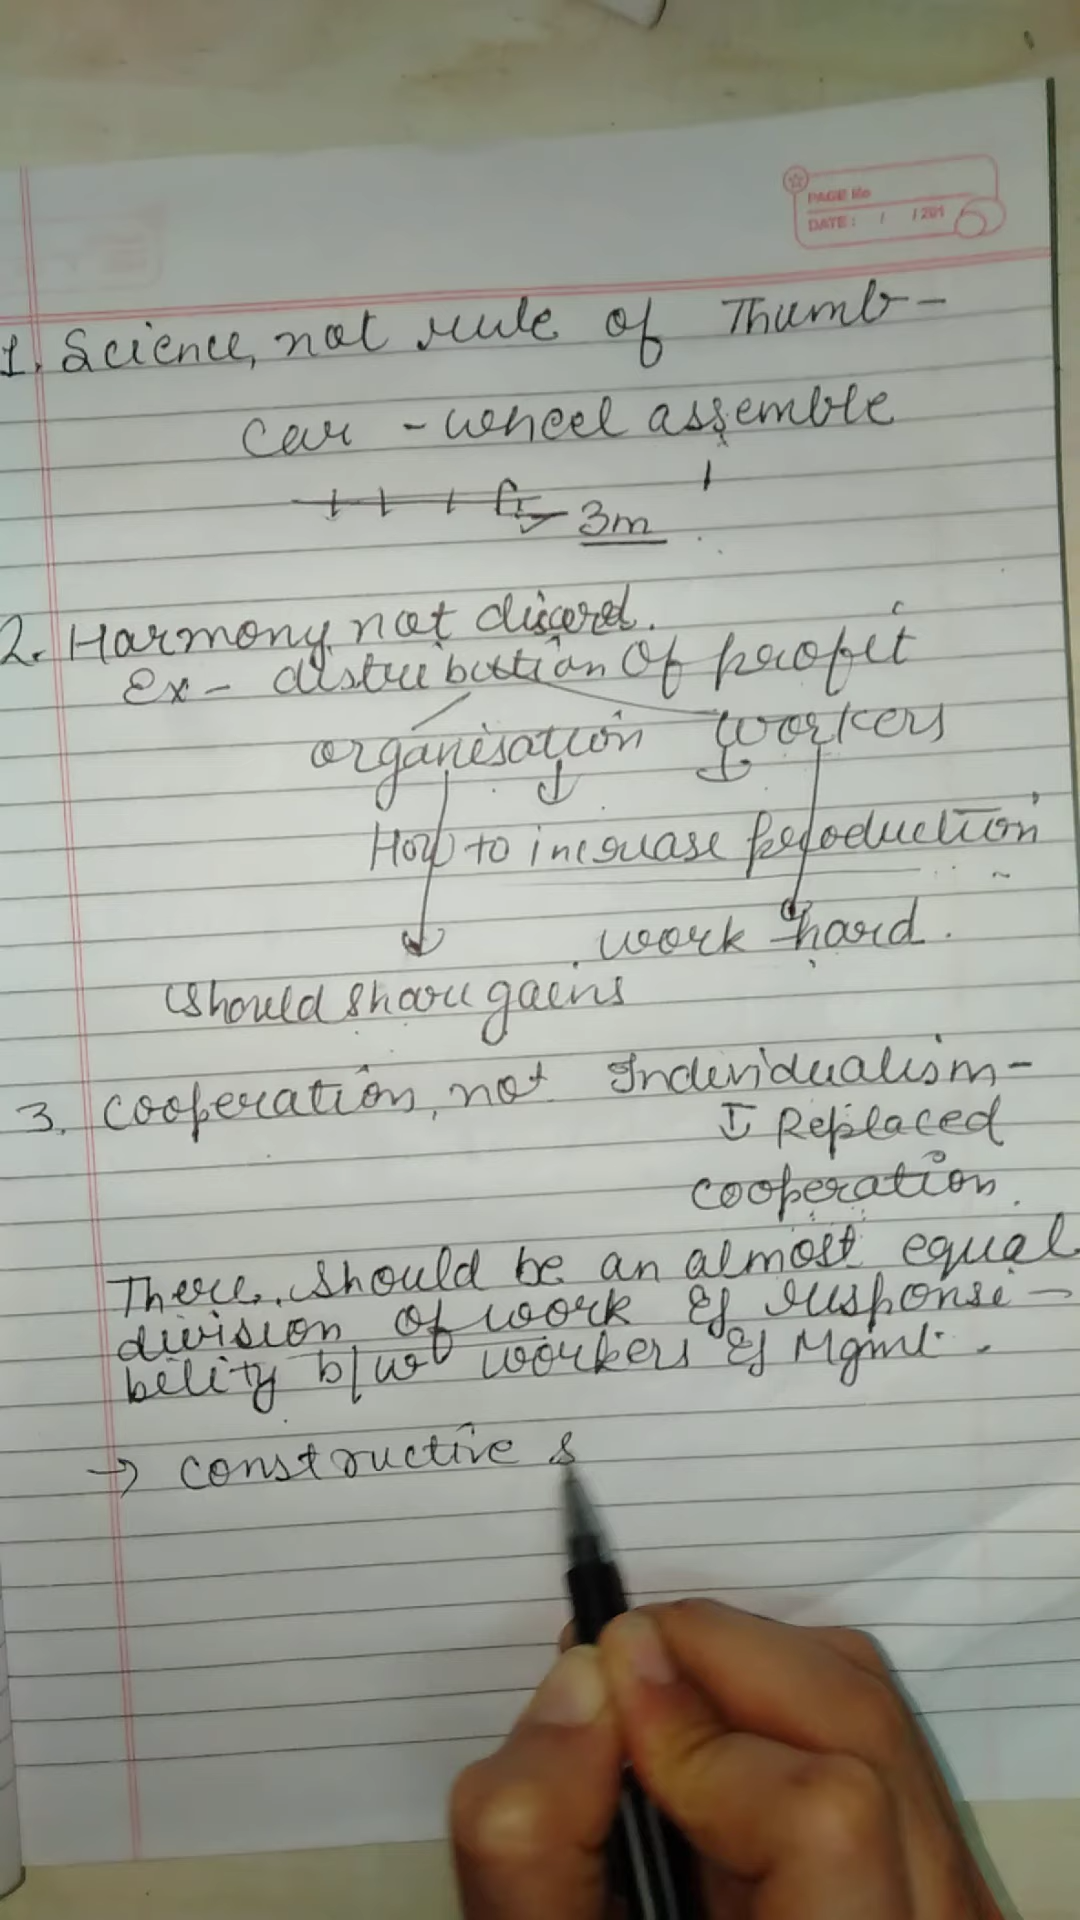 PAGE No
DATE: / /201
1. Science, not rule of Thumb-
Car - wheel assemble
3m
2. Harmony, not discord.
Ex- distribution of profit
organisation workers
How to increase production
work hard.
should share gains
3. Cooperation, not Individualism-
Replaced
cooperation.
There should be an almost equal
division of work & responsi-
bility b/w workers & Mgmt.
→ constructive s